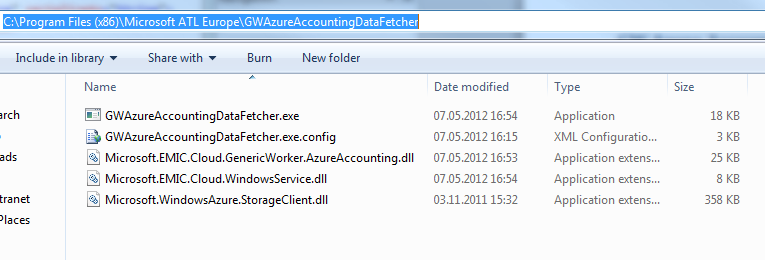 C:\Program Files (x86)\Microsoft ATL Europe\GWAzureAccountingDataFetcher
Include in library Share with Burn New folder
Name Date modified Type Size
GWAzureAccountingDataFetcher.exe 07.05.2012 16:54 Application 18 KB
GWAzureAccountingDataFetcher.exe.config 07.05.2012 16:15 XML Configuratio... 3 KB
arch
Microsoft.EMIC.Cloud.GenericWorker.AzureAccounting.dll 07.05.2012 16:53 Application extens... 25 KB
ads
Microsoft.EMIC.Cloud.WindowsService.dll 07.05.2012 16:54 Application extens... 8 KB
tranet
Microsoft.WindowsAzure.StorageClient.dll 03.11.2011 15:32 Application extens... 358 KB
Places